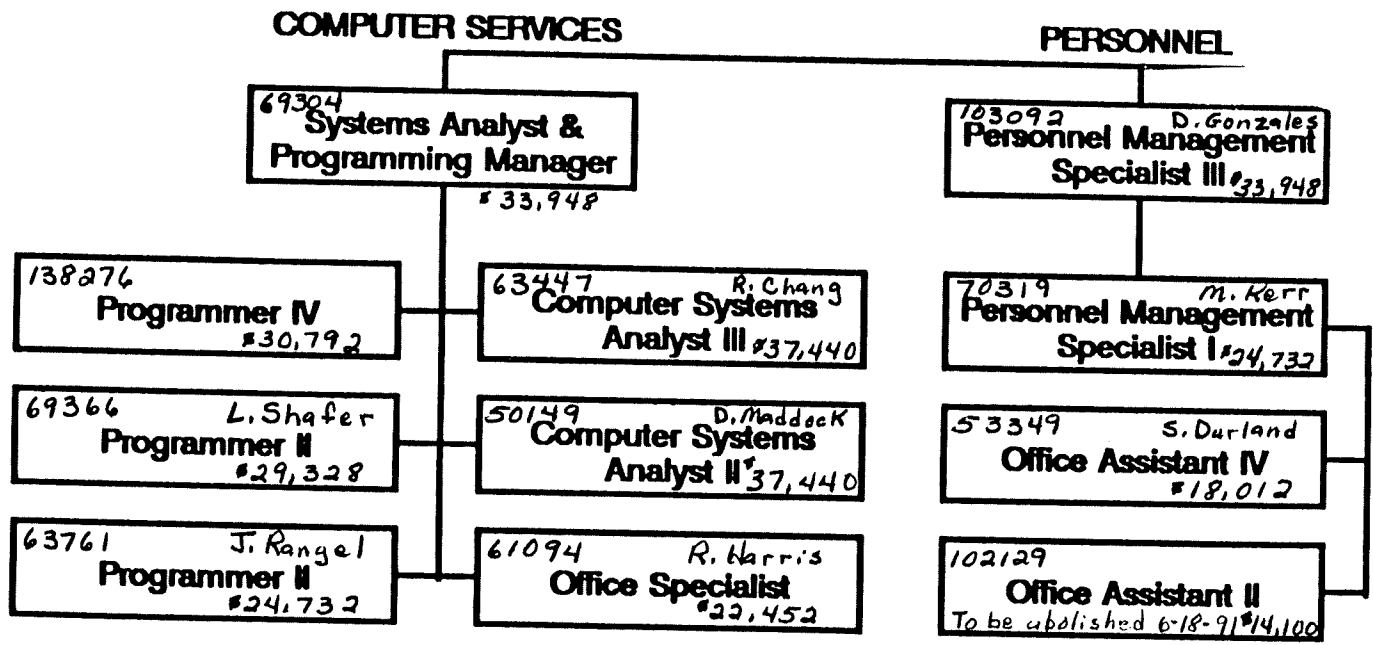 COMPUTER SERVICES
69304
Systems Analyst &
Programming Manager
$33,948
138276
Programmer IV
$30,792
63447 R. Chang
Computer Systems
Analyst III $37,440
69366 L. Shafer
Programmer II
$29,328
50149 D. Maddock
Computer Systems
Analyst II $37,440
63761 J. Rangel
Programmer II
$24,732
61094 R. Harris
Office Specialist
$22,452
PERSONNEL
103092 D. Gonzales
Personnel Management
Specialist III $33,948
70319 M. Kerr
Personnel Management
Specialist I $24,732
53349 S. Durland
Office Assistant IV
$18,012
102129
Office Assistant II
To be abolished 6-18-91 $14,100